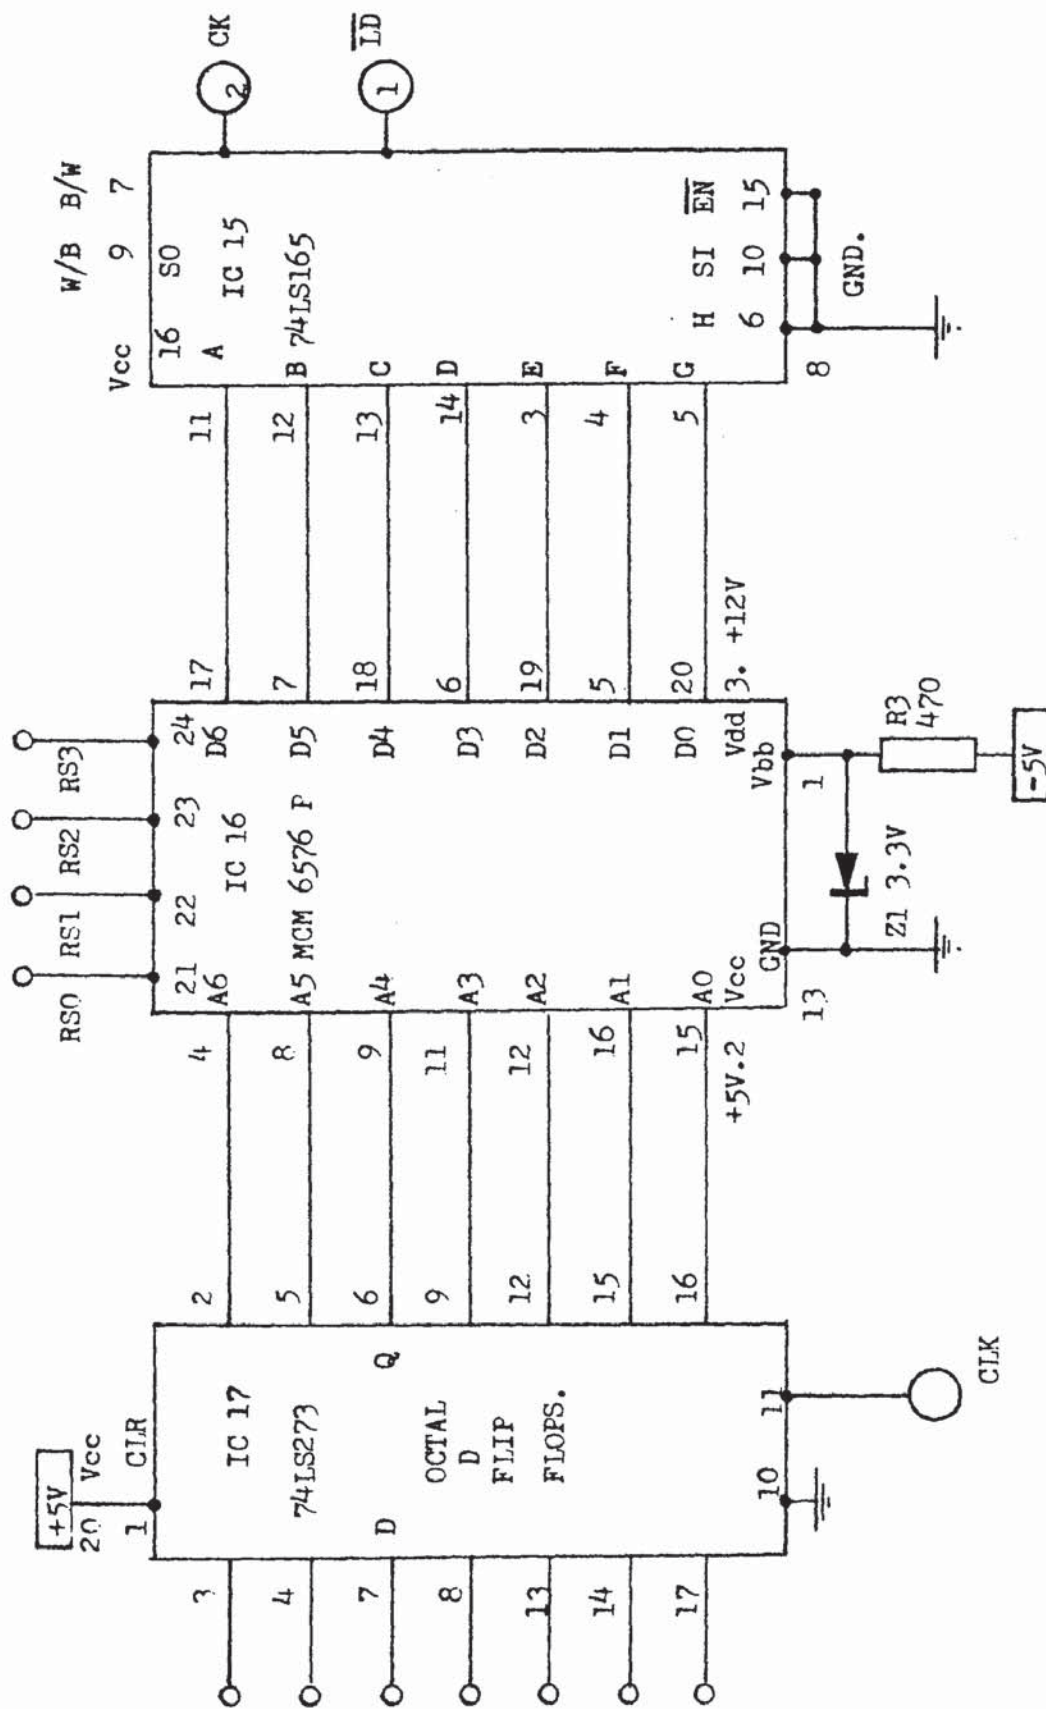 +5V
20 Vcc
1 CLR
IC 17
74LS273
D Q
OCTAL
D
FLIP
FLOPS.
3
4
7
8
13
14
17
2
5
6
9
12
15
16
10
11
CLK
RS0 RS1 RS2 RS3
21 22 23 24
IC 16
MCM 6576 P
4 A6 D6 17
8 A5 D5 7
9 A4 D4 18
11 A3 D3 6
12 A2 D2 19
16 A1 D1 5
15 A0 D0 20
+5V.2 Vcc Vdd 3. +12V
GND Vbb
13
1
Z1 3.3V
R3
470
-5V
W/B B/W
Vcc 9 7
16 SO
IC 15
74LS165
11 A
12 B
13 C
14 D
3 E
4 F
5 G
H SI EN
6 10 15
8
GND.
2
CK
1
LD